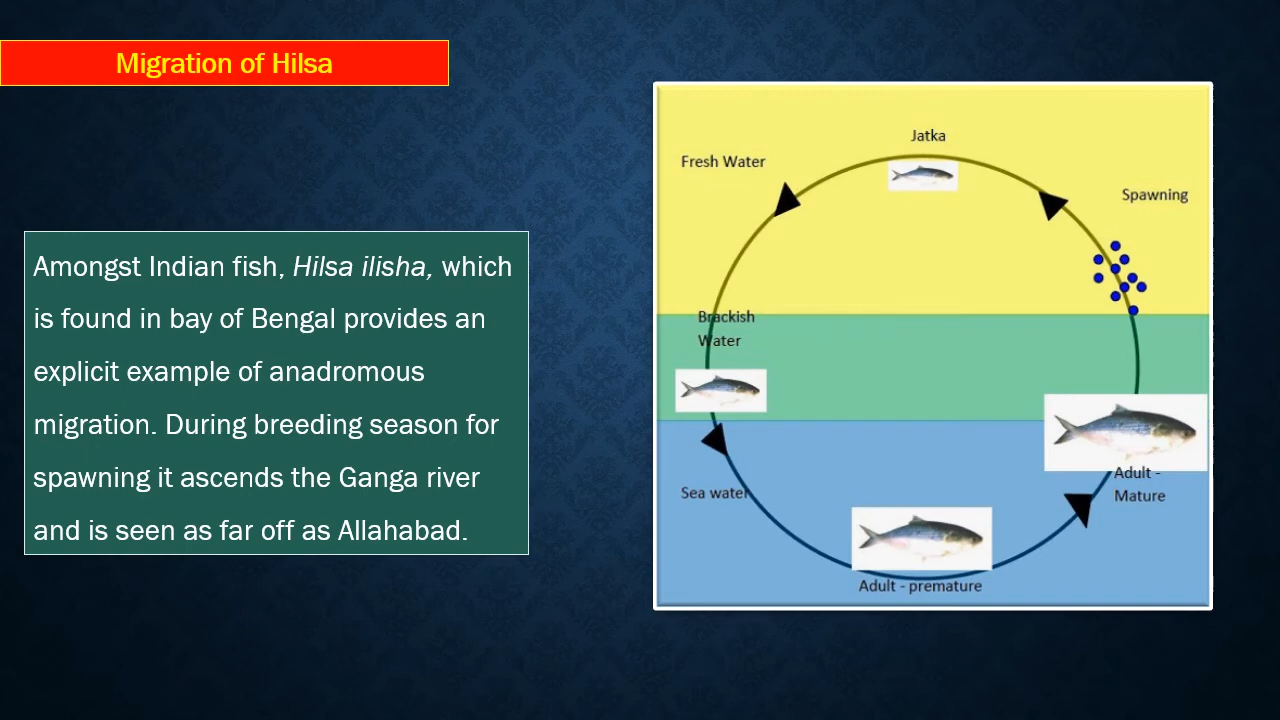 Migration of Hilsa
Amongst Indian fish, Hilsa ilisha, which
is found in bay of Bengal provides an
explicit example of anadromous
migration. During breeding season for
spawning it ascends the Ganga river
and is seen as far off as Allahabad.
Jatka
Fresh Water
Spawning
Brackish
Water
Adult -
Mature
Sea water
Adult - premature